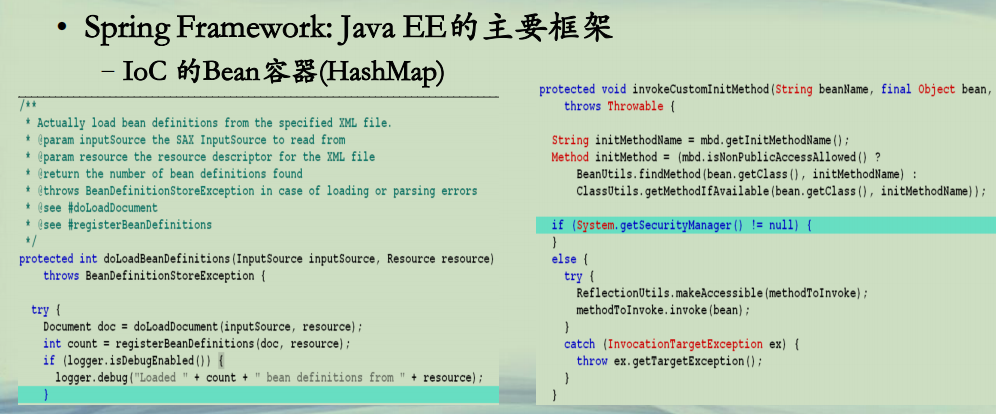 • Spring Framework: Java EE的主要框架
– IoC 的Bean容器(HashMap)
/**
* Actually load bean definitions from the specified XML file.
* @param inputSource the SAX InputSource to read from
* @param resource the resource descriptor for the XML file
* @return the number of bean definitions found
* @throws BeanDefinitionStoreException in case of loading or parsing errors
* @see #doLoadDocument
* @see #registerBeanDefinitions
*/
protected int doLoadBeanDefinitions(InputSource inputSource, Resource resource)
throws BeanDefinitionStoreException {
try {
Document doc = doLoadDocument(inputSource, resource);
int count = registerBeanDefinitions(doc, resource);
if (logger.isDebugEnabled()) {
logger.debug("Loaded " + count + " bean definitions from " + resource);
}
protected void invokeCustomInitMethod(String beanName, final Object bean,
throws Throwable {
String initMethodName = mbd.getInitMethodName();
Method initMethod = (mbd.isNonPublicAccessAllowed() ?
BeanUtils.findMethod(bean.getClass(), initMethodName) :
ClassUtils.getMethodIfAvailable(bean.getClass(), initMethodName));
if (System.getSecurityManager() != null) {
}
else {
try {
ReflectionUtils.makeAccessible(methodToInvoke);
methodToInvoke.invoke(bean);
}
catch (InvocationTargetException ex) {
throw ex.getTargetException();
}
}